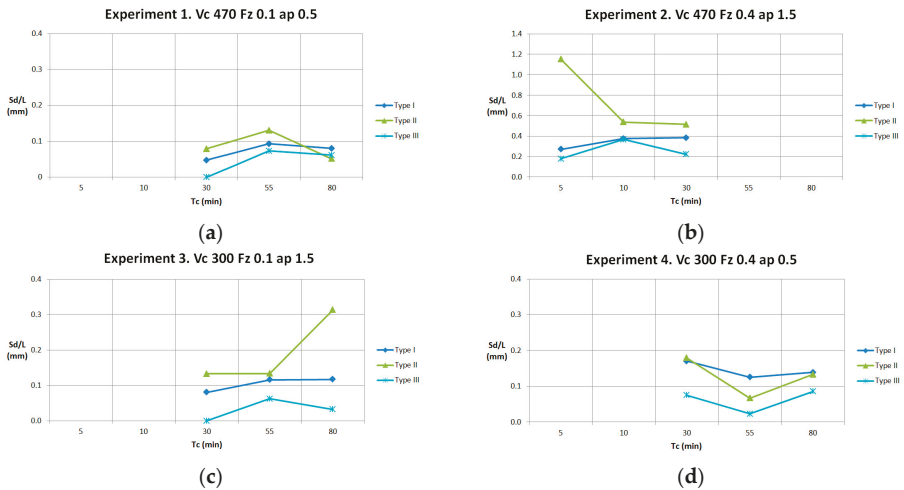 Experiment 1. Vc 470 Fz 0.1 ap 0.5
0.4
0.3
0.2
0.1
0
Sd/L
(mm)
5 10 30 55 80
Tc (min)
Type I
Type II
Type III
(a)
Experiment 2. Vc 470 Fz 0.4 ap 1.5
1.4
1.2
1.0
0.8
0.6
0.4
0.2
0.0
Sd/L
(mm)
5 10 30 55 80
Tc (min)
Type I
Type II
Type III
(b)
Experiment 3. Vc 300 Fz 0.1 ap 1.5
0.4
0.3
0.2
0.1
0.0
Sd/L
(mm)
5 10 30 55 80
Tc (min)
Type I
Type II
Type III
(c)
Experiment 4. Vc 300 Fz 0.4 ap 0.5
0.4
0.3
0.2
0.1
0.0
Sd/L
(mm)
5 10 30 55 80
Tc (min)
Type I
Type II
Type III
(d)